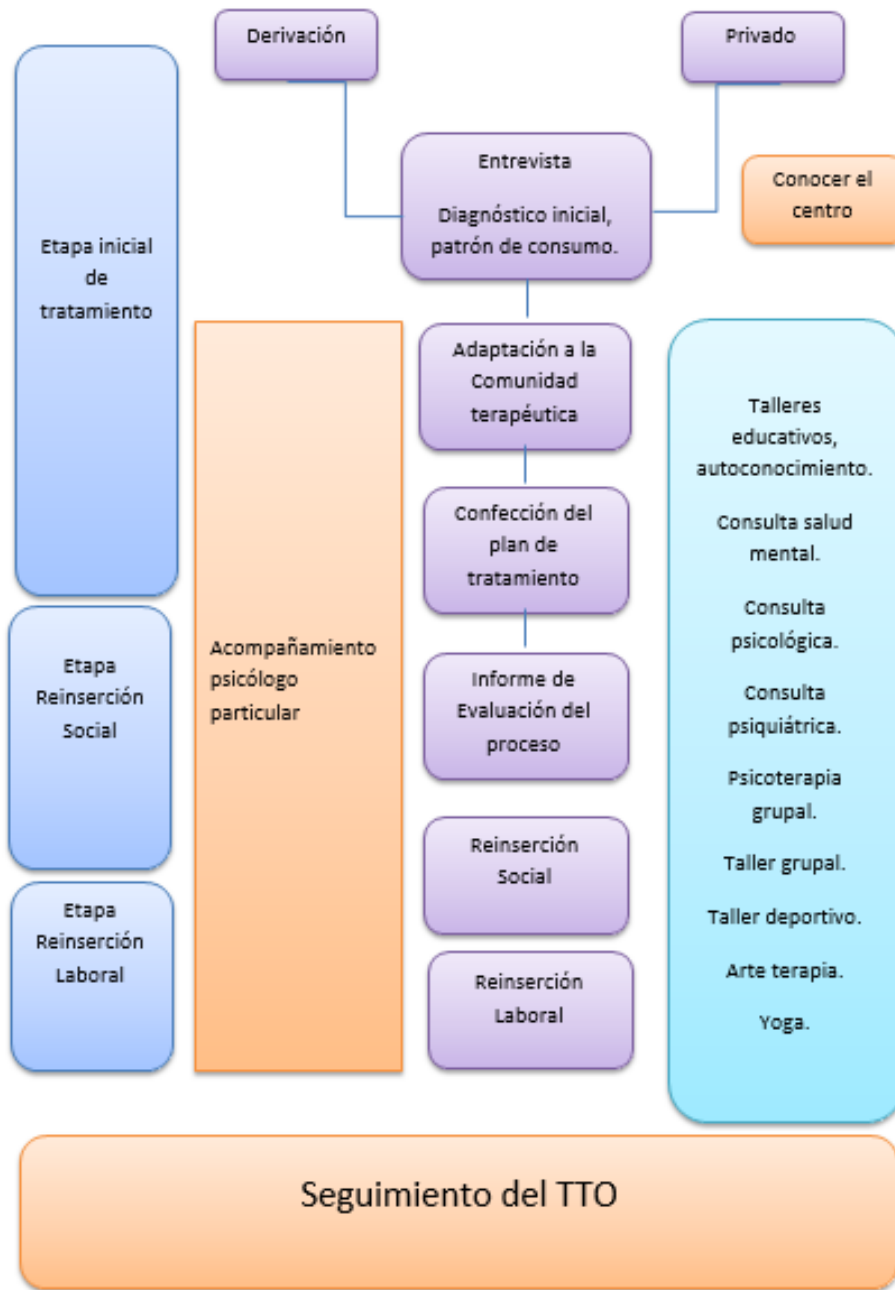 Derivación
Privado
Entrevista
Diagnóstico inicial,
patrón de consumo.
Conocer el
centro
Etapa inicial
de
tratamiento
Adaptación a la
Comunidad
terapéutica
Confección del
plan de
tratamiento
Acompañamiento
psicólogo
particular
Informe de
Evaluación del
proceso
Etapa
Reinserción
Social
Reinserción
Social
Etapa
Reinserción
Laboral
Reinserción
Laboral
Talleres
educativos,
autoconocimiento.
Consulta salud
mental.
Consulta
psicológica.
Consulta
psiquiátrica.
Psicoterapia
grupal.
Taller grupal.
Taller deportivo.
Arte terapia.
Yoga.
Seguimiento del TTO